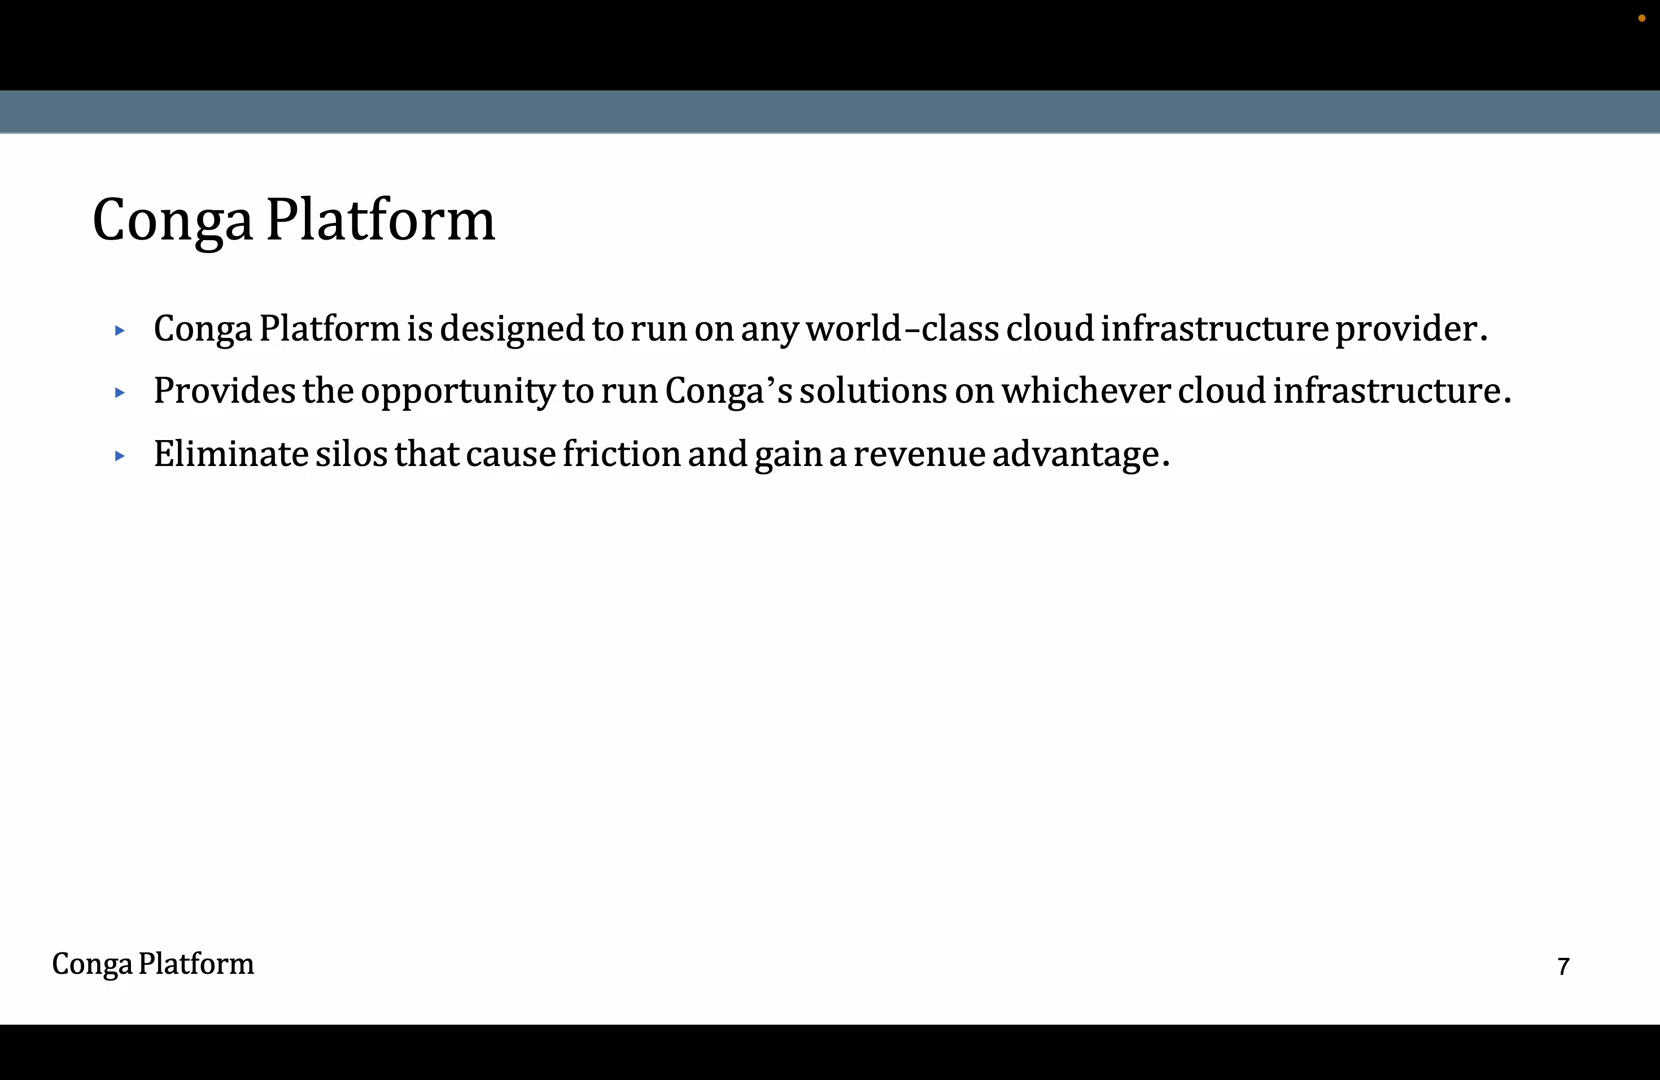 Conga Platform
Conga Platform is designed to run on any world-class cloud infrastructure provider.
Provides the opportunity to run Conga’s solutions on whichever cloud infrastructure.
Eliminate silos that cause friction and gain a revenue advantage.
Conga Platform
7